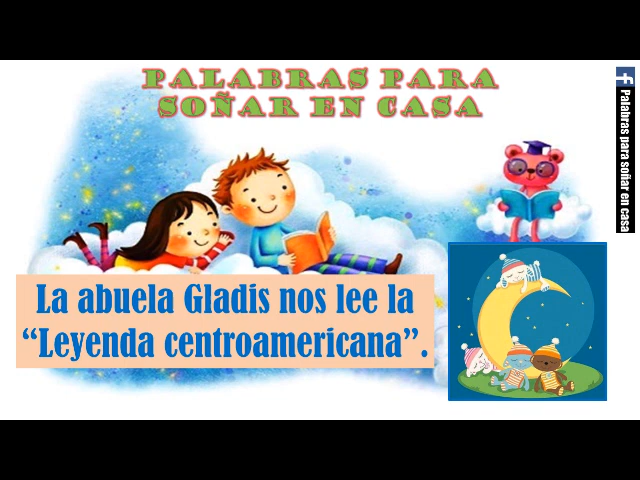 PALABRAS PARA
SOÑAR EN CASA
Palabras para soñar en casa
La abuela Gladis nos lee la
“Leyenda centroamericana”.